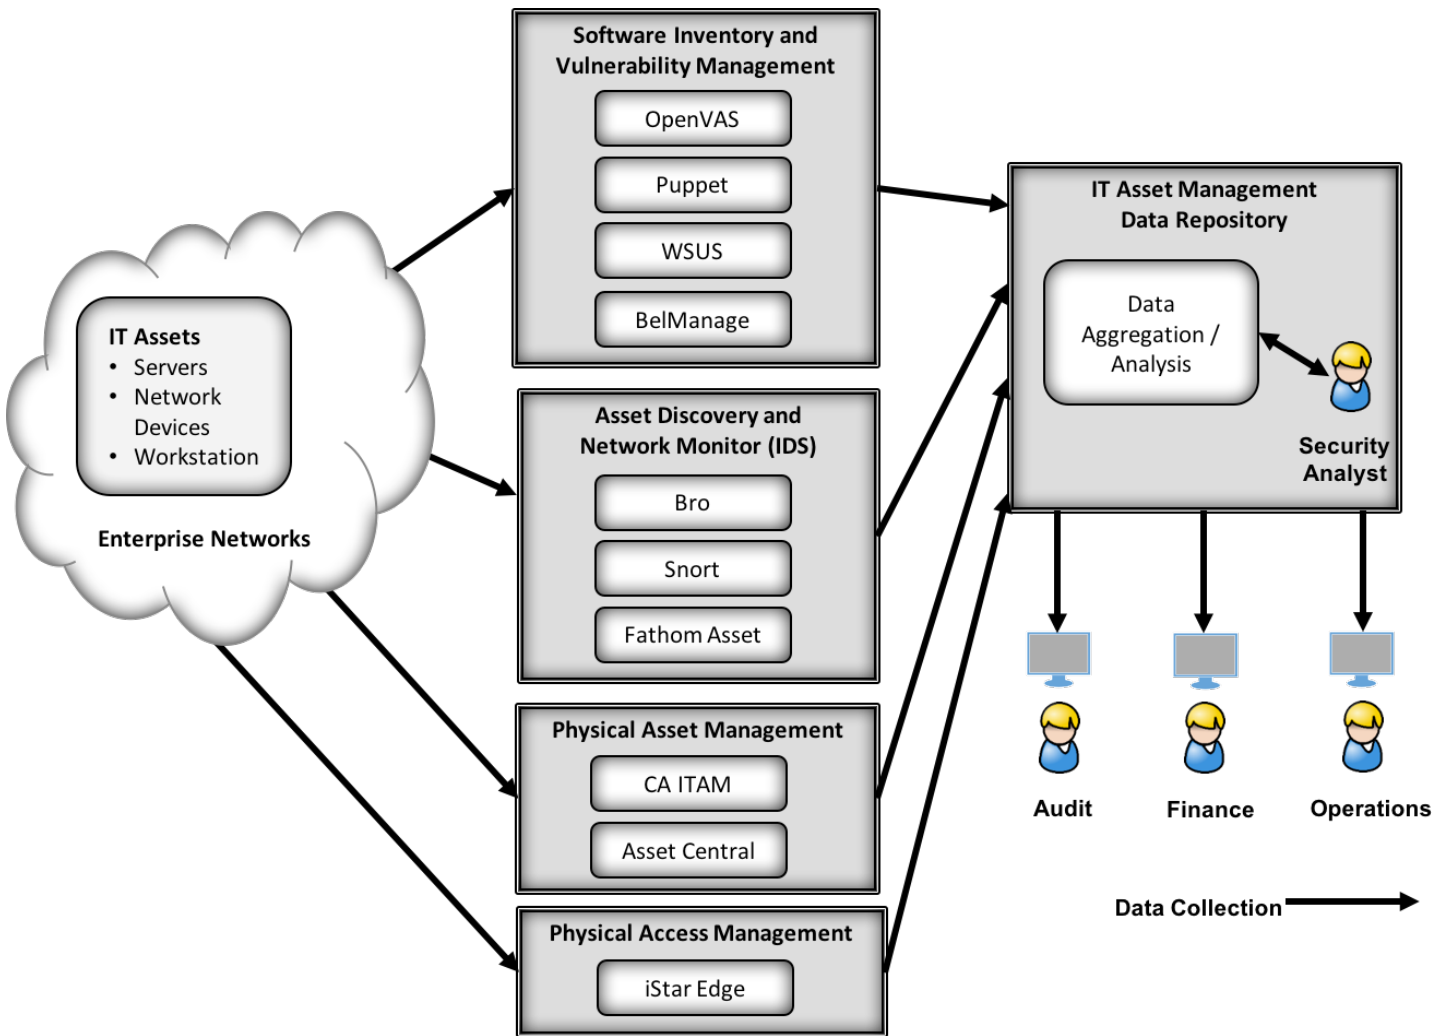 Software Inventory and
Vulnerability Management
OpenVAS
Puppet
WSUS
BelManage
IT Assets
• Servers
• Network
Devices
• Workstation
Enterprise Networks
Asset Discovery and
Network Monitor (IDS)
Bro
Snort
Fathom Asset
Physical Asset Management
CA ITAM
Asset Central
Physical Access Management
iStar Edge
IT Asset Management
Data Repository
Data
Aggregation /
Analysis
Security
Analyst
Audit
Finance
Operations
Data Collection